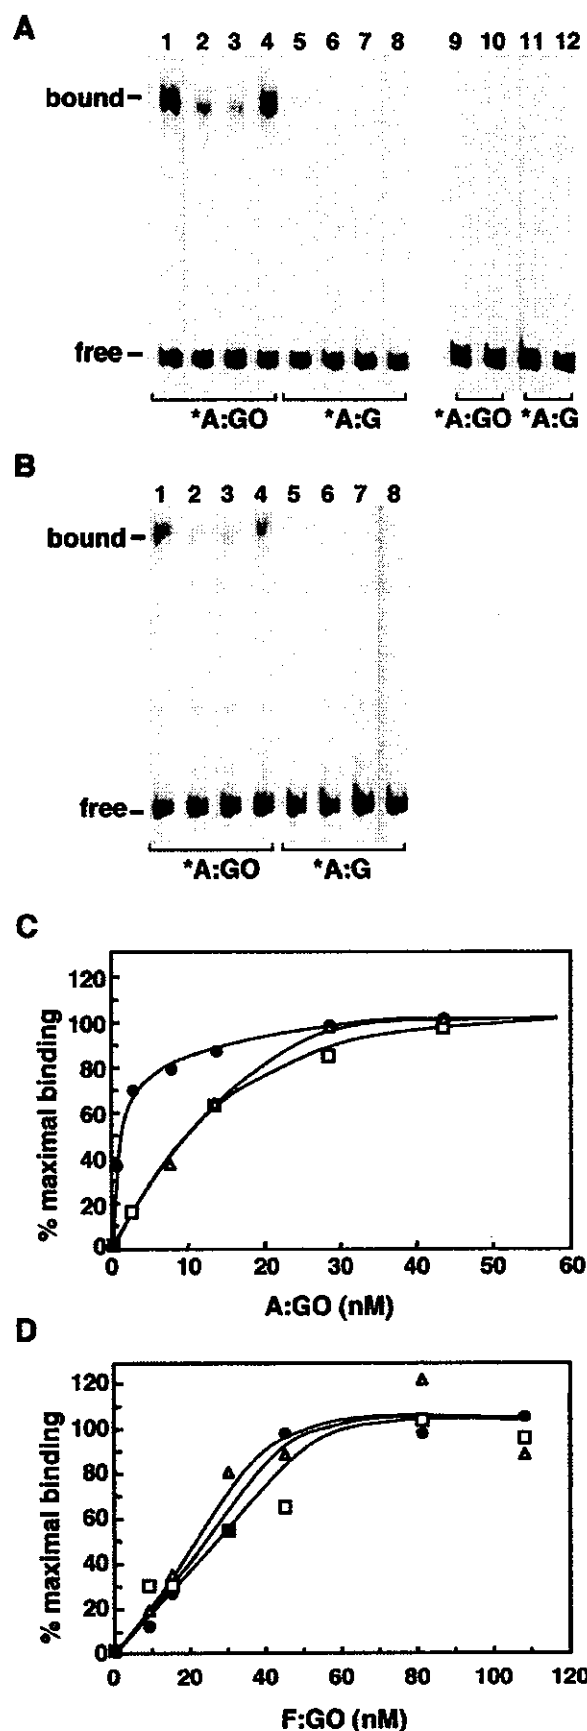 A
1 2 3 4 5 6 7 8 9 10 11 12
bound
free
*A:GO *A:G *A:GO *A:G
B
1 2 3 4 5 6 7 8
bound
free
*A:GO *A:G
C
% maximal binding
120
100
80
60
40
20
0
0 10 20 30 40 50 60
A:GO (nM)
D
% maximal binding
120
100
80
60
40
20
0
0 20 40 60 80 100 120
F:GO (nM)